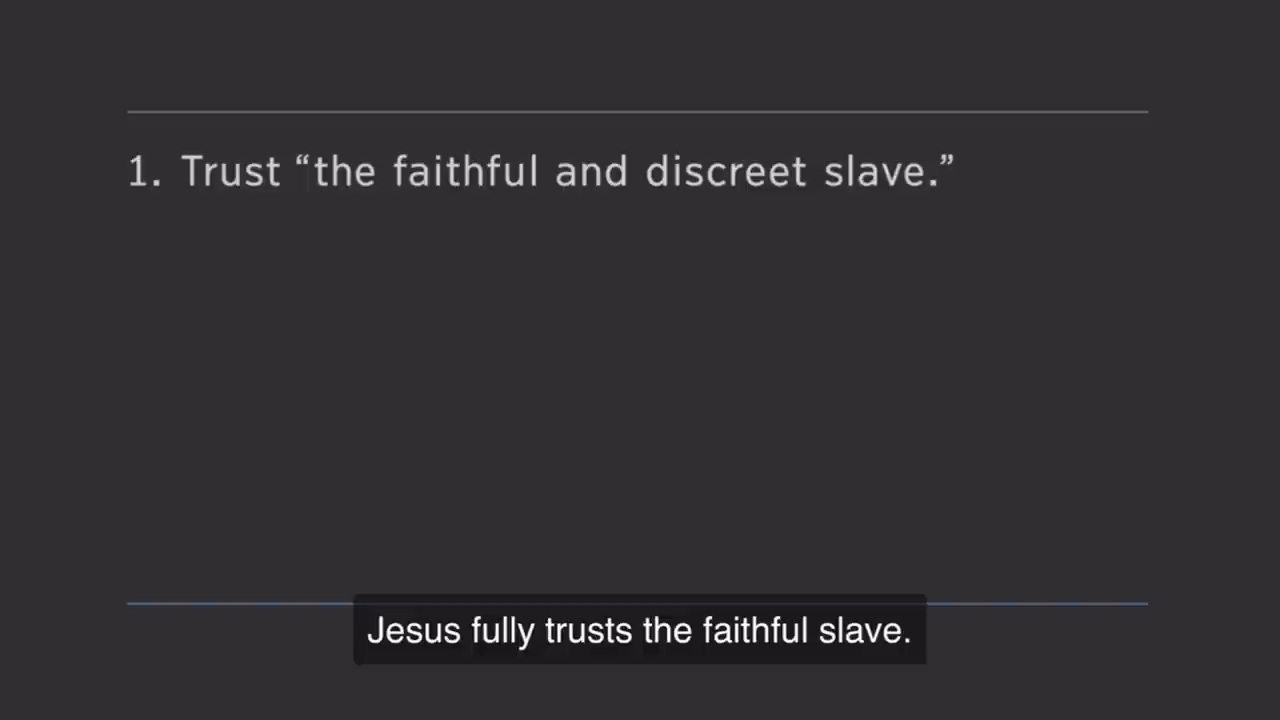 1. Trust “the faithful and discreet slave.”
Jesus fully trusts the faithful slave.